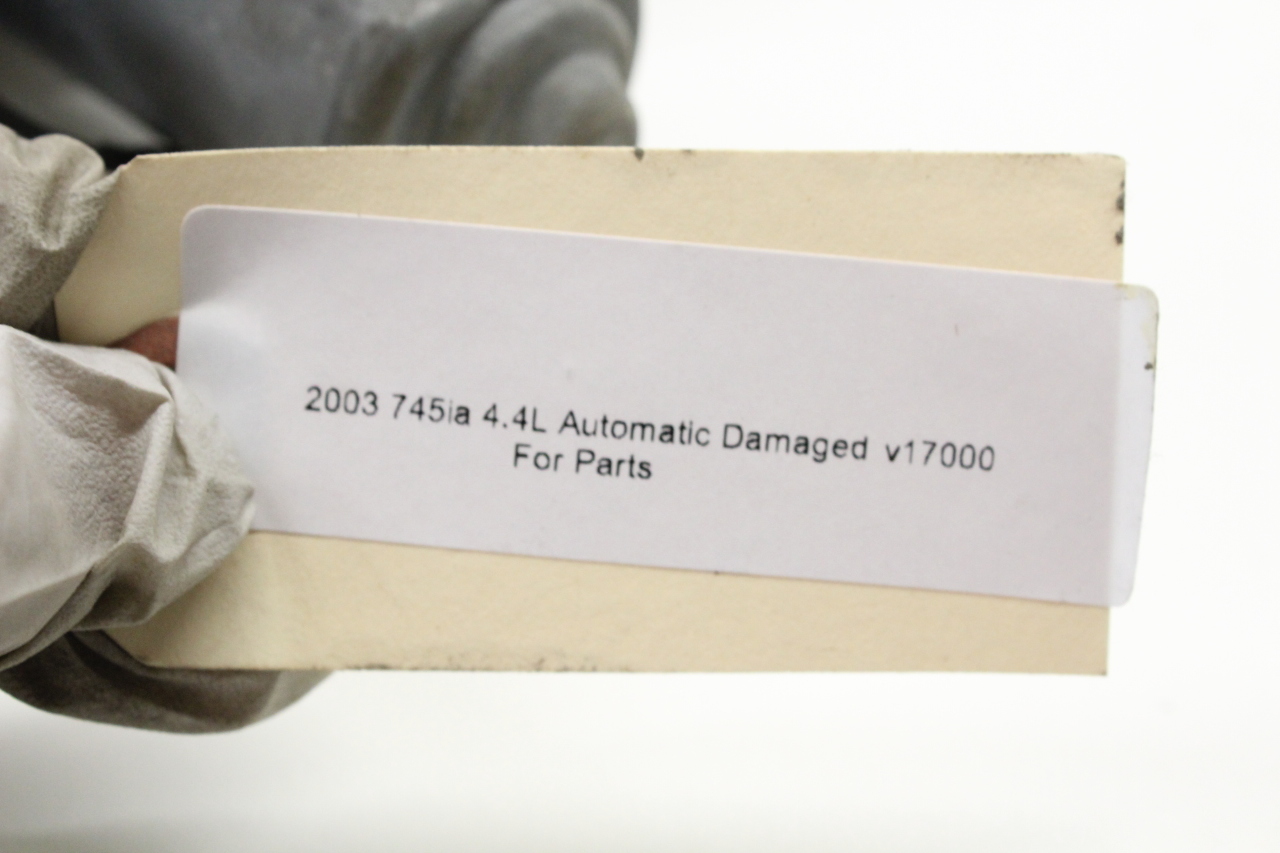 2003 745ia 4.4L Automatic Damaged v17000
For Parts